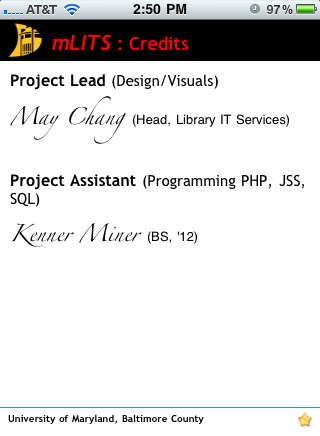 AT&T 2:50 PM 97%
mLITS : Credits
Project Lead (Design/Visuals)
May Chang (Head, Library IT Services)
Project Assistant (Programming PHP, JSS,
SQL)
Kenner Miner (BS, '12)
University of Maryland, Baltimore County